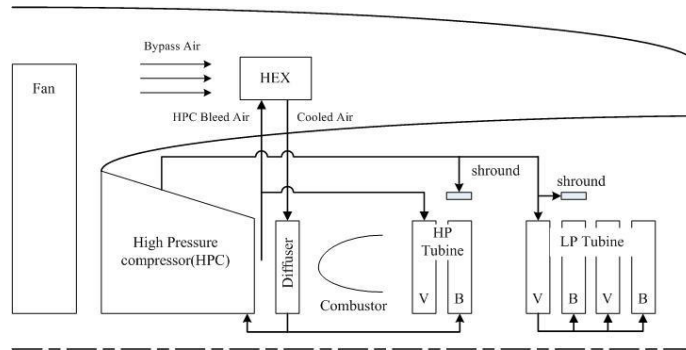 Bypass Air
HEX
Fan
HPC Bleed Air
Cooled Air
shround
shround
High Pressure
compressor(HPC)
Diffuser
Combustor
HP
Tubine
V
B
LP Tubine
V
B
V
B